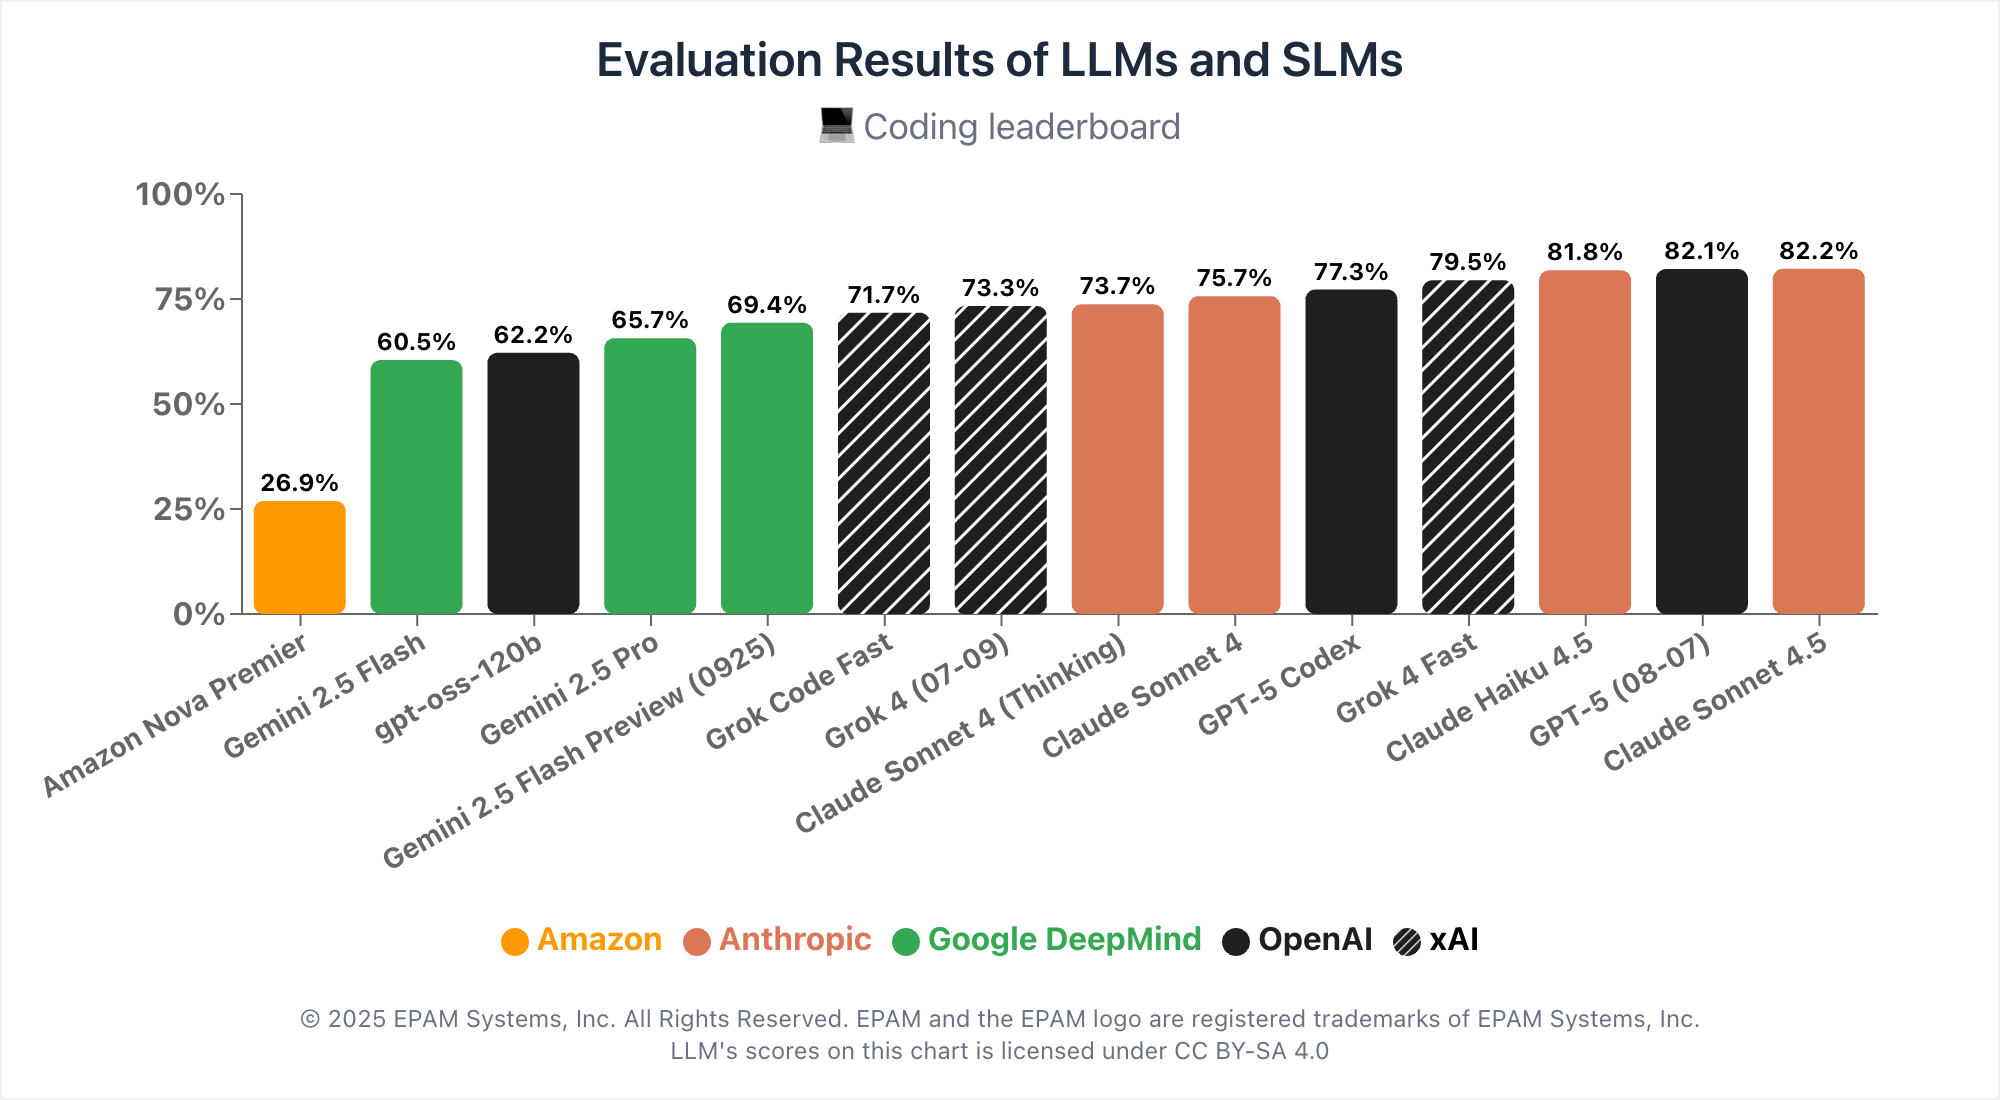 Evaluation Results of LLMs and SLMs
Coding leaderboard
100%
75%
50%
25%
0%
26.9%
60.5%
62.2%
65.7%
69.4%
71.7%
73.3%
73.7%
75.7%
77.3%
79.5%
81.8%
82.1%
82.2%
Amazon Nova Premier
Gemini 2.5 Flash
gpt-oss-120b
Gemini 2.5 Pro
Gemini 2.5 Flash Preview (0925)
Grok Code Fast
Grok 4 (07-09)
Claude Sonnet 4 (Thinking)
Claude Sonnet 4
GPT-5 Codex
Grok 4 Fast
Claude Haiku 4.5
GPT-5 (08-07)
Claude Sonnet 4.5
Amazon Anthropic Google DeepMind OpenAI xAI
© 2025 EPAM Systems, Inc. All Rights Reserved. EPAM and the EPAM logo are registered trademarks of EPAM Systems, Inc.
LLM's scores on this chart is licensed under CC BY-SA 4.0